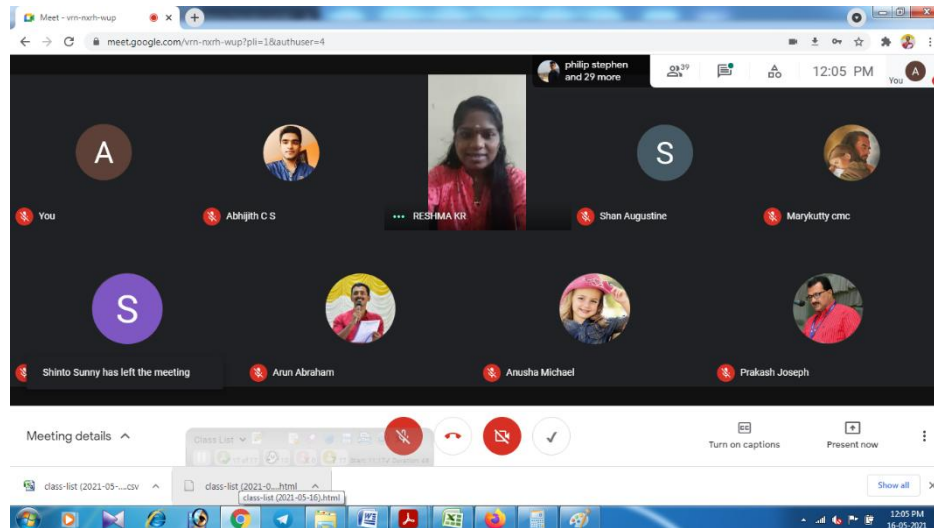 Meet - vrn-nxrh-wup
meet.google.com/vrn-nxrh-wup?pli=1&authuser=4
philip stephen
and 29 more
39
12:05 PM
You
A
A
S
You
Abhijith C S
RESHMA KR
Shan Augustine
Marykutty cmc
S
Shinto Sunny has left the meeting
Arun Abraham
Anusha Michael
Prakash Joseph
Meeting details
Class List
Turn on captions
Present now
class-list (2021-05-....csv
class-list (2021-0...html
Show all
class-list (2021-05-16).html
12:05 PM
16-05-2021